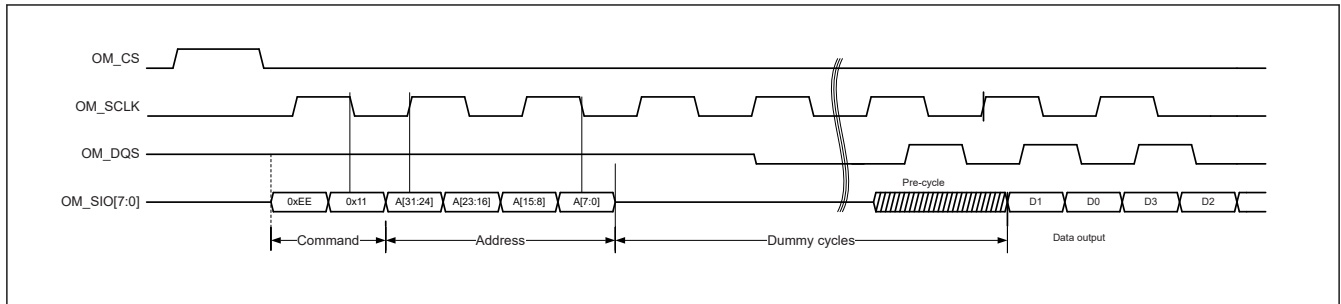 OM_CS
OM_SCLK
OM_DQS
Pre-cycle
OM_SIO[7:0] 0xEE 0x11 A[31:24] A[23:16] A[15:8] A[7:0] D1 D0 D3 D2
Command Address Dummy cycles Data output